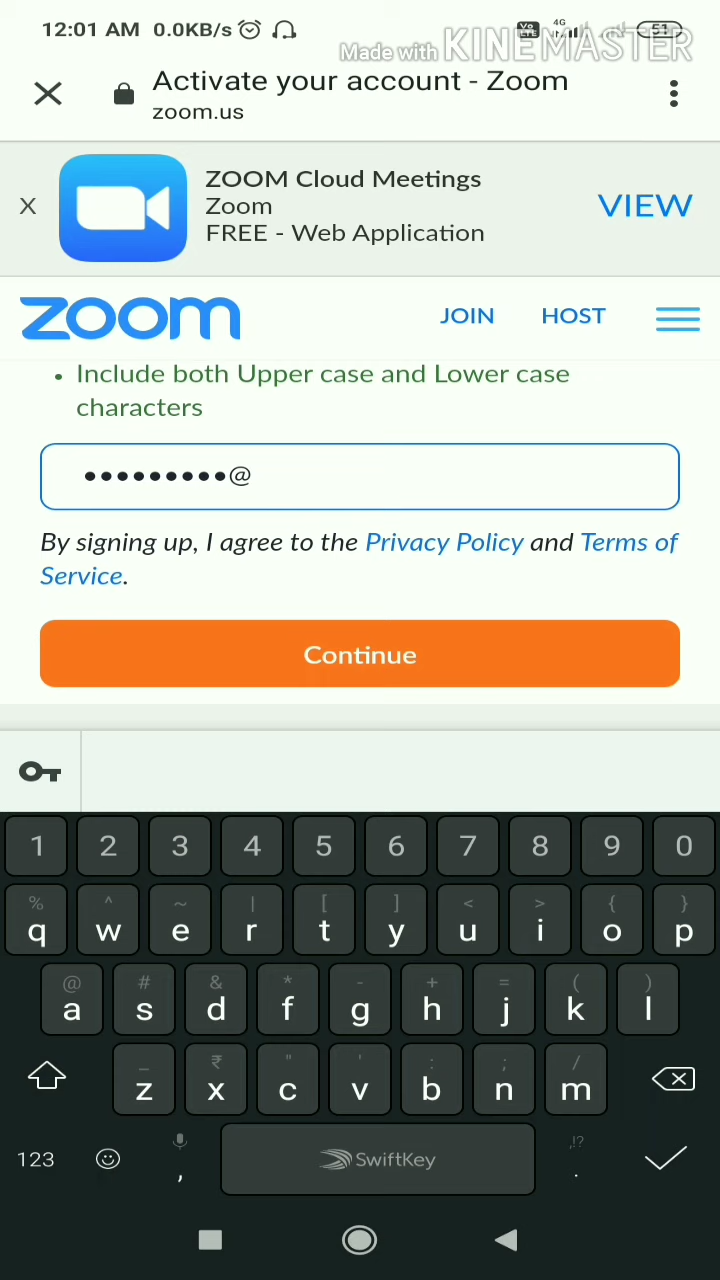 12:01 AM 0.0KB/s 4G 51
Made with KINEMASTER
Activate your account - Zoom
zoom.us
X
ZOOM Cloud Meetings
Zoom
FREE - Web Application
VIEW
zoom JOIN HOST
• Include both Upper case and Lower case
characters
•••••••••@
By signing up, I agree to the Privacy Policy and Terms of
Service.
Continue
1 2 3 4 5 6 7 8 9 0
% ^ ~ | [ ] < > { }
q w e r t y u i o p
@ # & * - + = ( )
a s d f g h j k l
_ ₹ " ' : ; /
z x c v b n m
123 , SwiftKey ,!? .